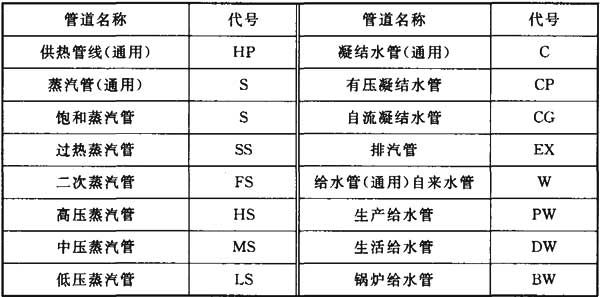 管道名称 代号 管道名称 代号
供热管线(通用) HP 凝结水管(通用) C
蒸汽管(通用) S 有压凝结水管 CP
饱和蒸汽管 S 自流凝结水管 CG
过热蒸汽管 SS 排汽管 EX
二次蒸汽管 FS 给水管(通用)自来水管 W
高压蒸汽管 HS 生产给水管 PW
中压蒸汽管 MS 生活给水管 DW
低压蒸汽管 LS 锅炉给水管 BW